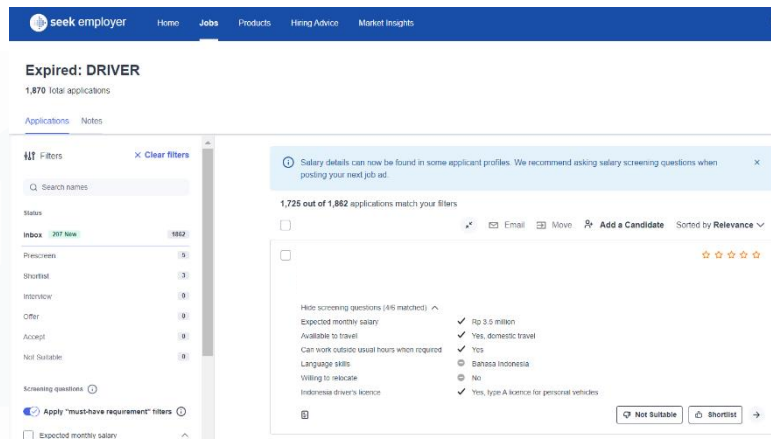 seek employer Home Jobs Products Hiring Advice Market Insights
Expired: DRIVER
1,870 Total applications
Applications Notes
Filters Clear filters
Search names
Status
Inbox 207 New 1862
Prescreen 5
Shortlist 3
Interview 0
Offer 0
Accept 0
Not Suitable 0
Screening questions
Apply "must-have requirement" filters
Expected monthly salary
Salary details can now be found in some applicant profiles. We recommend asking salary screening questions when
posting your next job ad.
1,725 out of 1,862 applications match your filters
Email Move Add a Candidate Sorted by Relevance
Hide screening questions (4/6 matched)
Expected monthly salary Rp 3.5 million
Available to travel Yes, domestic travel
Can work outside usual hours when required Yes
Language skills Bahasa Indonesia
Willing to relocate No
Indonesia driver's licence Yes, type A licence for personal vehicles
Not Suitable Shortlist